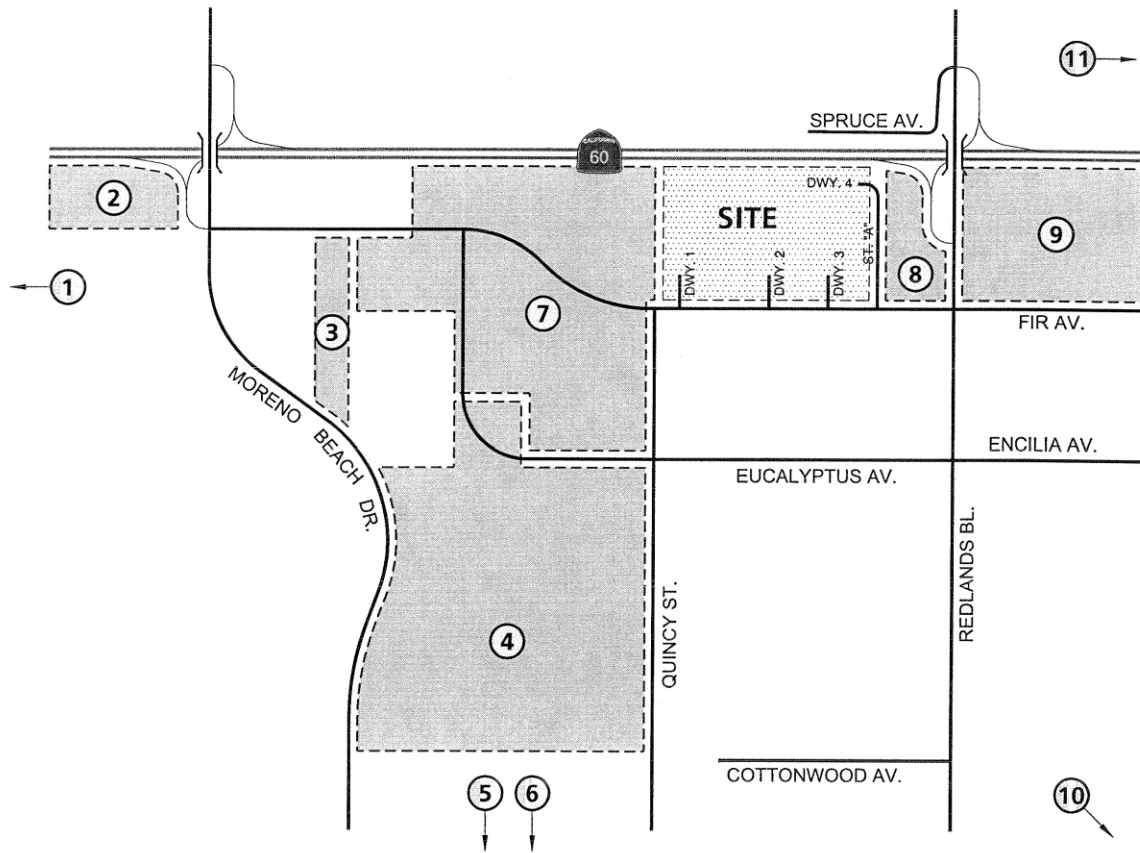 11
SPRUCE AV.
CALIFORNIA
60
2
DWY. 4
SITE
ST. "A"
9
8
1
DWY. 1
DWY. 2
DWY. 3
7
3
FIR AV.
MORENO BEACH DR.
ENCILIA AV.
EUCALYPTUS AV.
REDLANDS BL.
QUINCY ST.
4
COTTONWOOD AV.
5
6
10